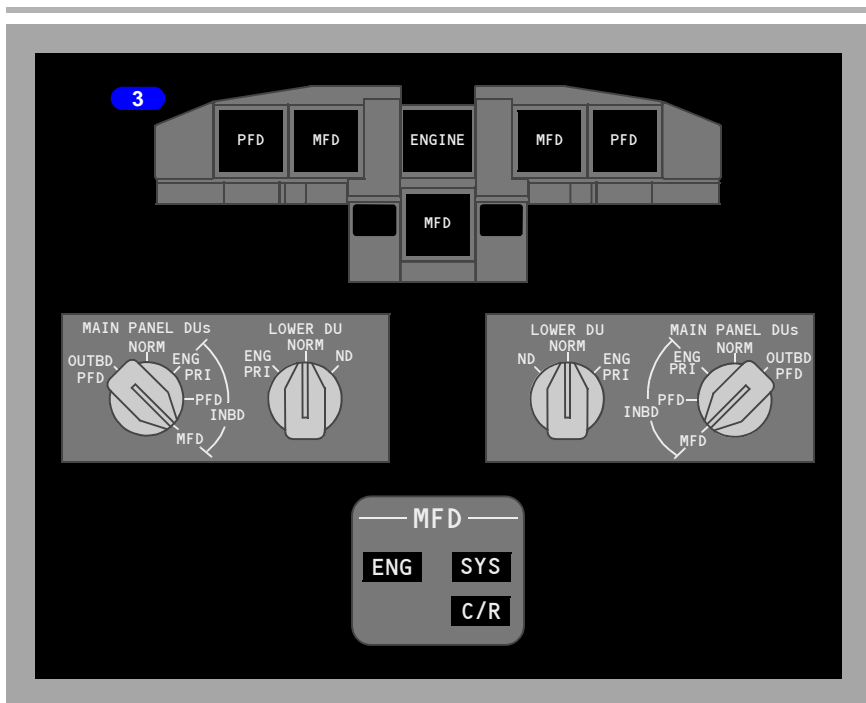 3
PFD MFD ENGINE MFD PFD
MFD
MAIN PANEL DUs
OUTBD PFD
NORM
ENG PRI
PFD
INBD
MFD
LOWER DU
ENG PRI
NORM
ND
LOWER DU
ND
NORM
ENG PRI
MAIN PANEL DUs
ENG PRI
NORM
OUTBD PFD
PFD
INBD
MFD
MFD
ENG SYS
C/R